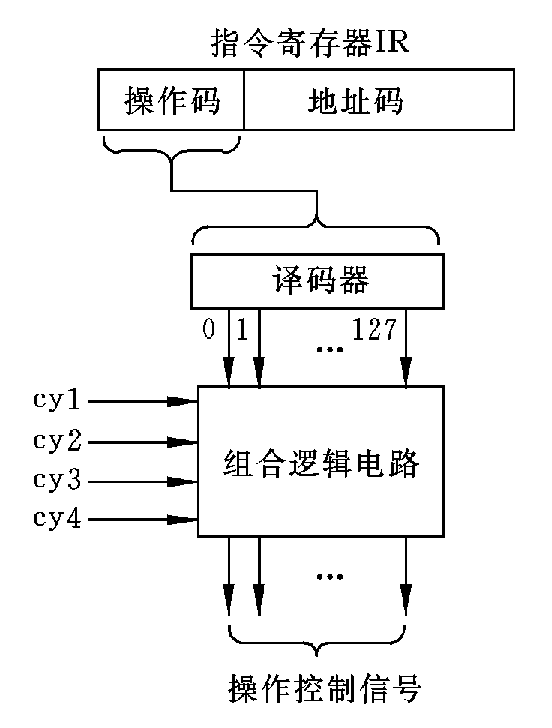 指令寄存器IR
操作码 地址码
译码器
0 1 ... 127
cy1
cy2
cy3
cy4
组合逻辑电路
...
操作控制信号